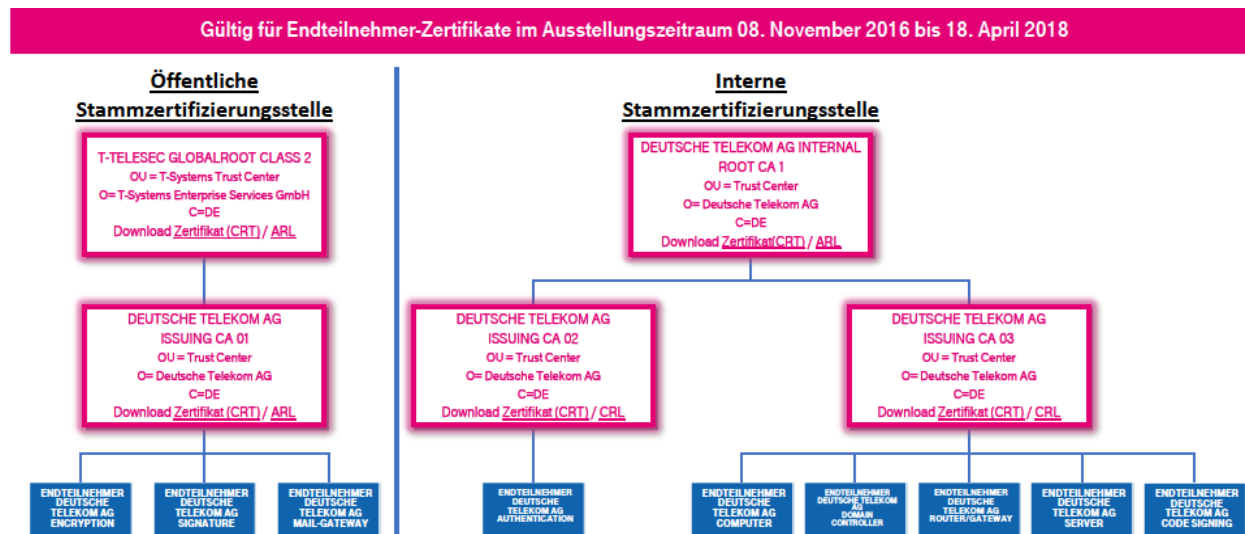 Gültig für Endteilnehmer-Zertifikate im Ausstellungszeitraum 08. November 2016 bis 18. April 2018
Öffentliche
Stammzertifizierungsstelle
T-TELESEC GLOBALROOT CLASS 2
OU = T-Systems Trust Center
O= T-Systems Enterprise Services GmbH
C=DE
Download Zertifikat (CRT) / ARL
DEUTSCHE TELEKOM AG
ISSUING CA 01
OU = Trust Center
O= Deutsche Telekom AG
C=DE
Download Zertifikat (CRT) / ARL
ENDTEILNEHMER
DEUTSCHE
TELEKOM AG
ENCRYPTION
ENDTEILNEHMER
DEUTSCHE
TELEKOM AG
SIGNATURE
ENDTEILNEHMER
DEUTSCHE
TELEKOM AG
MAIL-GATEWAY
Interne
Stammzertifizierungsstelle
DEUTSCHE TELEKOM AG INTERNAL
ROOT CA 1
OU = Trust Center
O= Deutsche Telekom AG
C=DE
Download Zertifikat(CRT) / ARL
DEUTSCHE TELEKOM AG
ISSUING CA 02
OU = Trust Center
O= Deutsche Telekom AG
C=DE
Download Zertifikat (CRT) / CRL
DEUTSCHE TELEKOM AG
ISSUING CA 03
OU = Trust Center
O= Deutsche Telekom AG
C=DE
Download Zertifikat (CRT) / CRL
ENDTEILNEHMER
DEUTSCHE
TELEKOM AG
AUTHENTICATION
ENDTEILNEHMER
DEUTSCHE
TELEKOM AG
COMPUTER
ENDTEILNEHMER
DEUTSCHE TELEKOM
AG
DOMAIN
CONTROLLER
ENDTEILNEHMER
DEUTSCHE
TELEKOM AG
ROUTER/GATEWAY
ENDTEILNEHMER
DEUTSCHE
TELEKOM AG
SERVER
ENDTEILNEHMER
DEUTSCHE
TELEKOM AG
CODE SIGNING